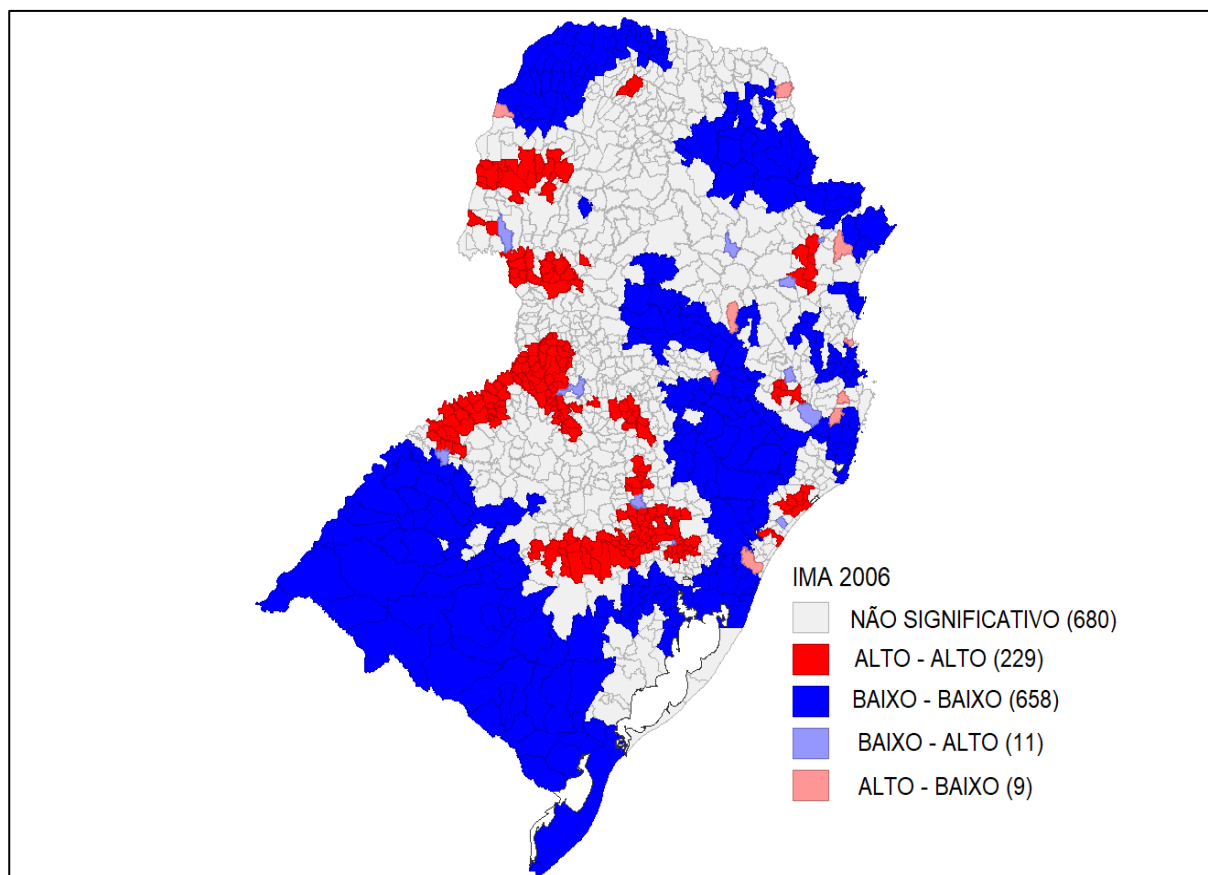 IMA 2006
NÃO SIGNIFICATIVO (680)
ALTO - ALTO (229)
BAIXO - BAIXO (658)
BAIXO - ALTO (11)
ALTO - BAIXO (9)